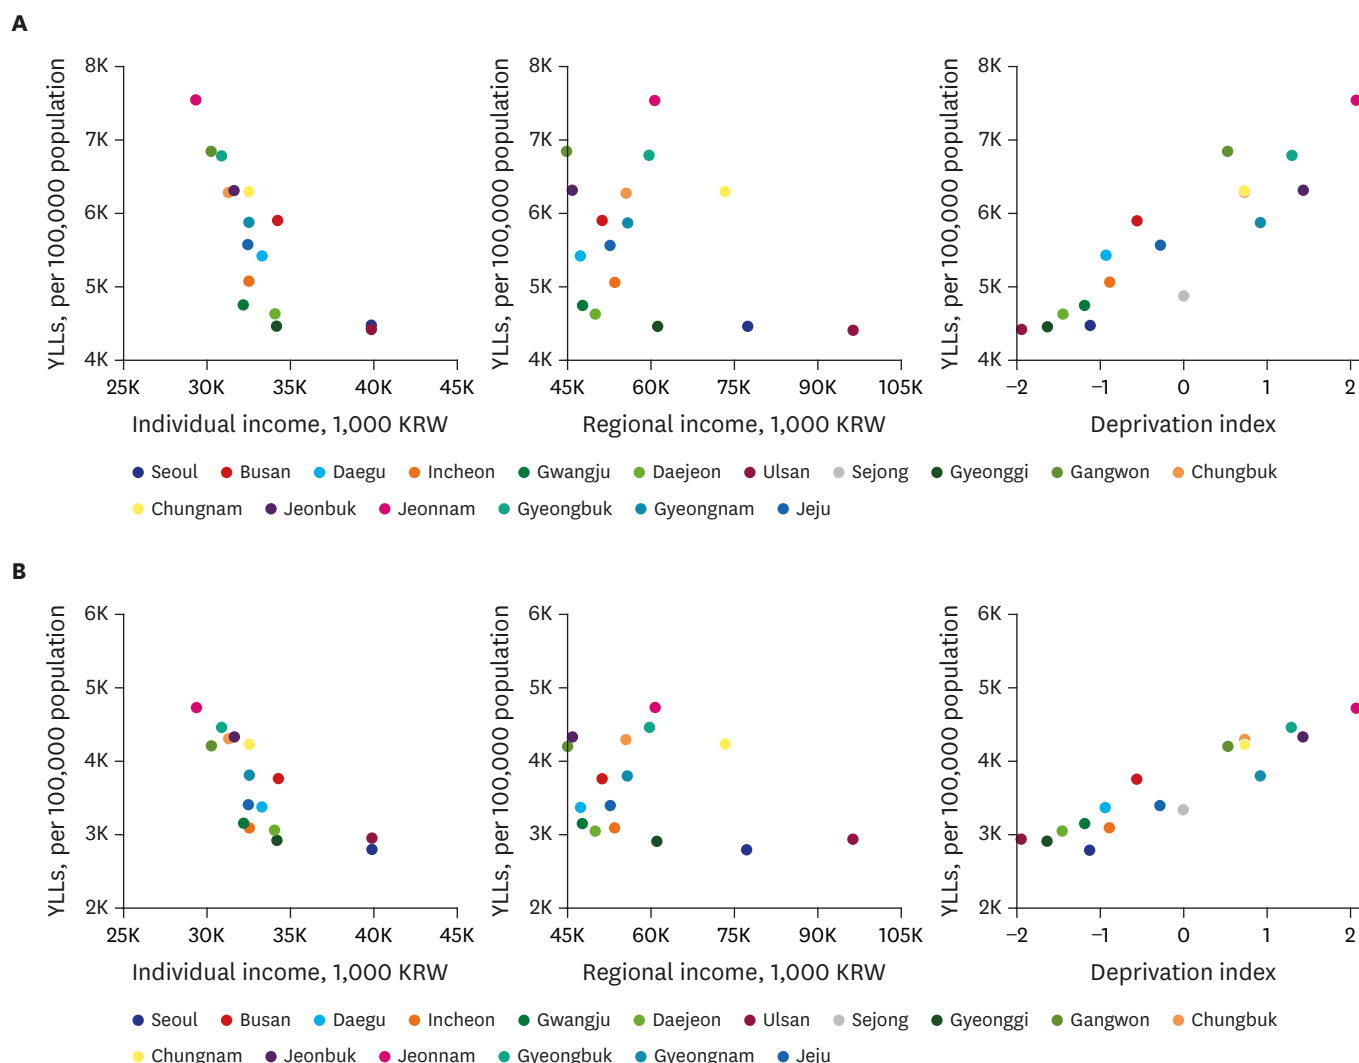 A
YLLs, per 100,000 population
8K
7K
6K
5K
4K
25K 30K 35K 40K 45K
Individual income, 1,000 KRW
YLLs, per 100,000 population
8K
7K
6K
5K
4K
45K 60K 75K 90K 105K
Regional income, 1,000 KRW
YLLs, per 100,000 population
8K
7K
6K
5K
4K
−2 −1 0 1 2
Deprivation index
Seoul Busan Daegu Incheon Gwangju Daejeon Ulsan Sejong Gyeonggi Gangwon Chungbuk
Chungnam Jeonbuk Jeonnam Gyeongbuk Gyeongnam Jeju
B
YLLs, per 100,000 population
6K
5K
4K
3K
2K
25K 30K 35K 40K 45K
Individual income, 1,000 KRW
YLLs, per 100,000 population
6K
5K
4K
3K
2K
45K 60K 75K 90K 105K
Regional income, 1,000 KRW
YLLs, per 100,000 population
6K
5K
4K
3K
2K
−2 −1 0 1 2
Deprivation index
Seoul Busan Daegu Incheon Gwangju Daejeon Ulsan Sejong Gyeonggi Gangwon Chungbuk
Chungnam Jeonbuk Jeonnam Gyeongbuk Gyeongnam Jeju